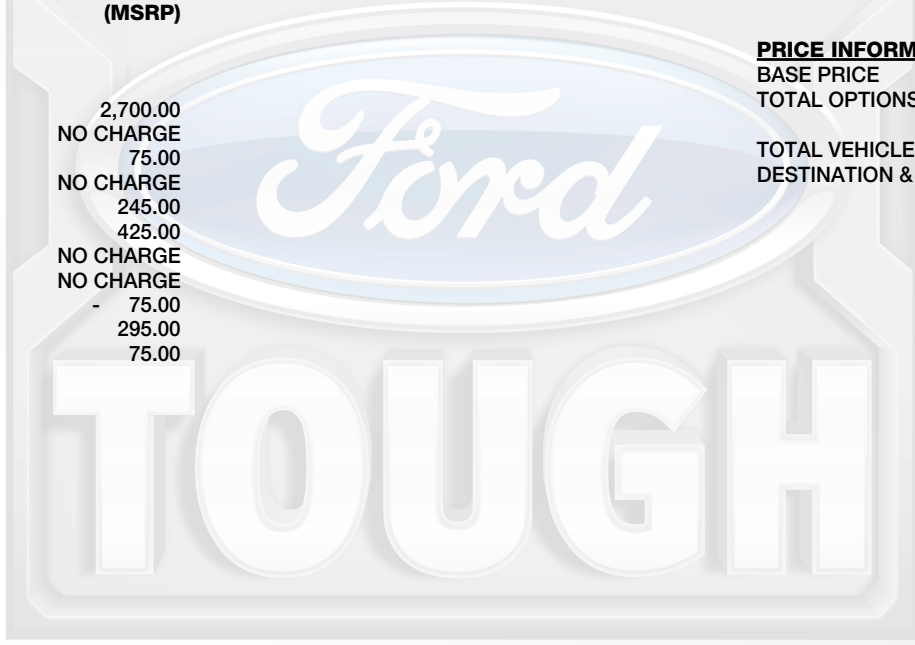 (MSRP)
2,700.00
NO CHARGE
75.00
NO CHARGE
245.00
425.00
NO CHARGE
NO CHARGE
- 75.00
295.00
75.00
PRICE INFORM
BASE PRICE
TOTAL OPTIONS
TOTAL VEHICLE
DESTINATION &
Ford
TOUGH